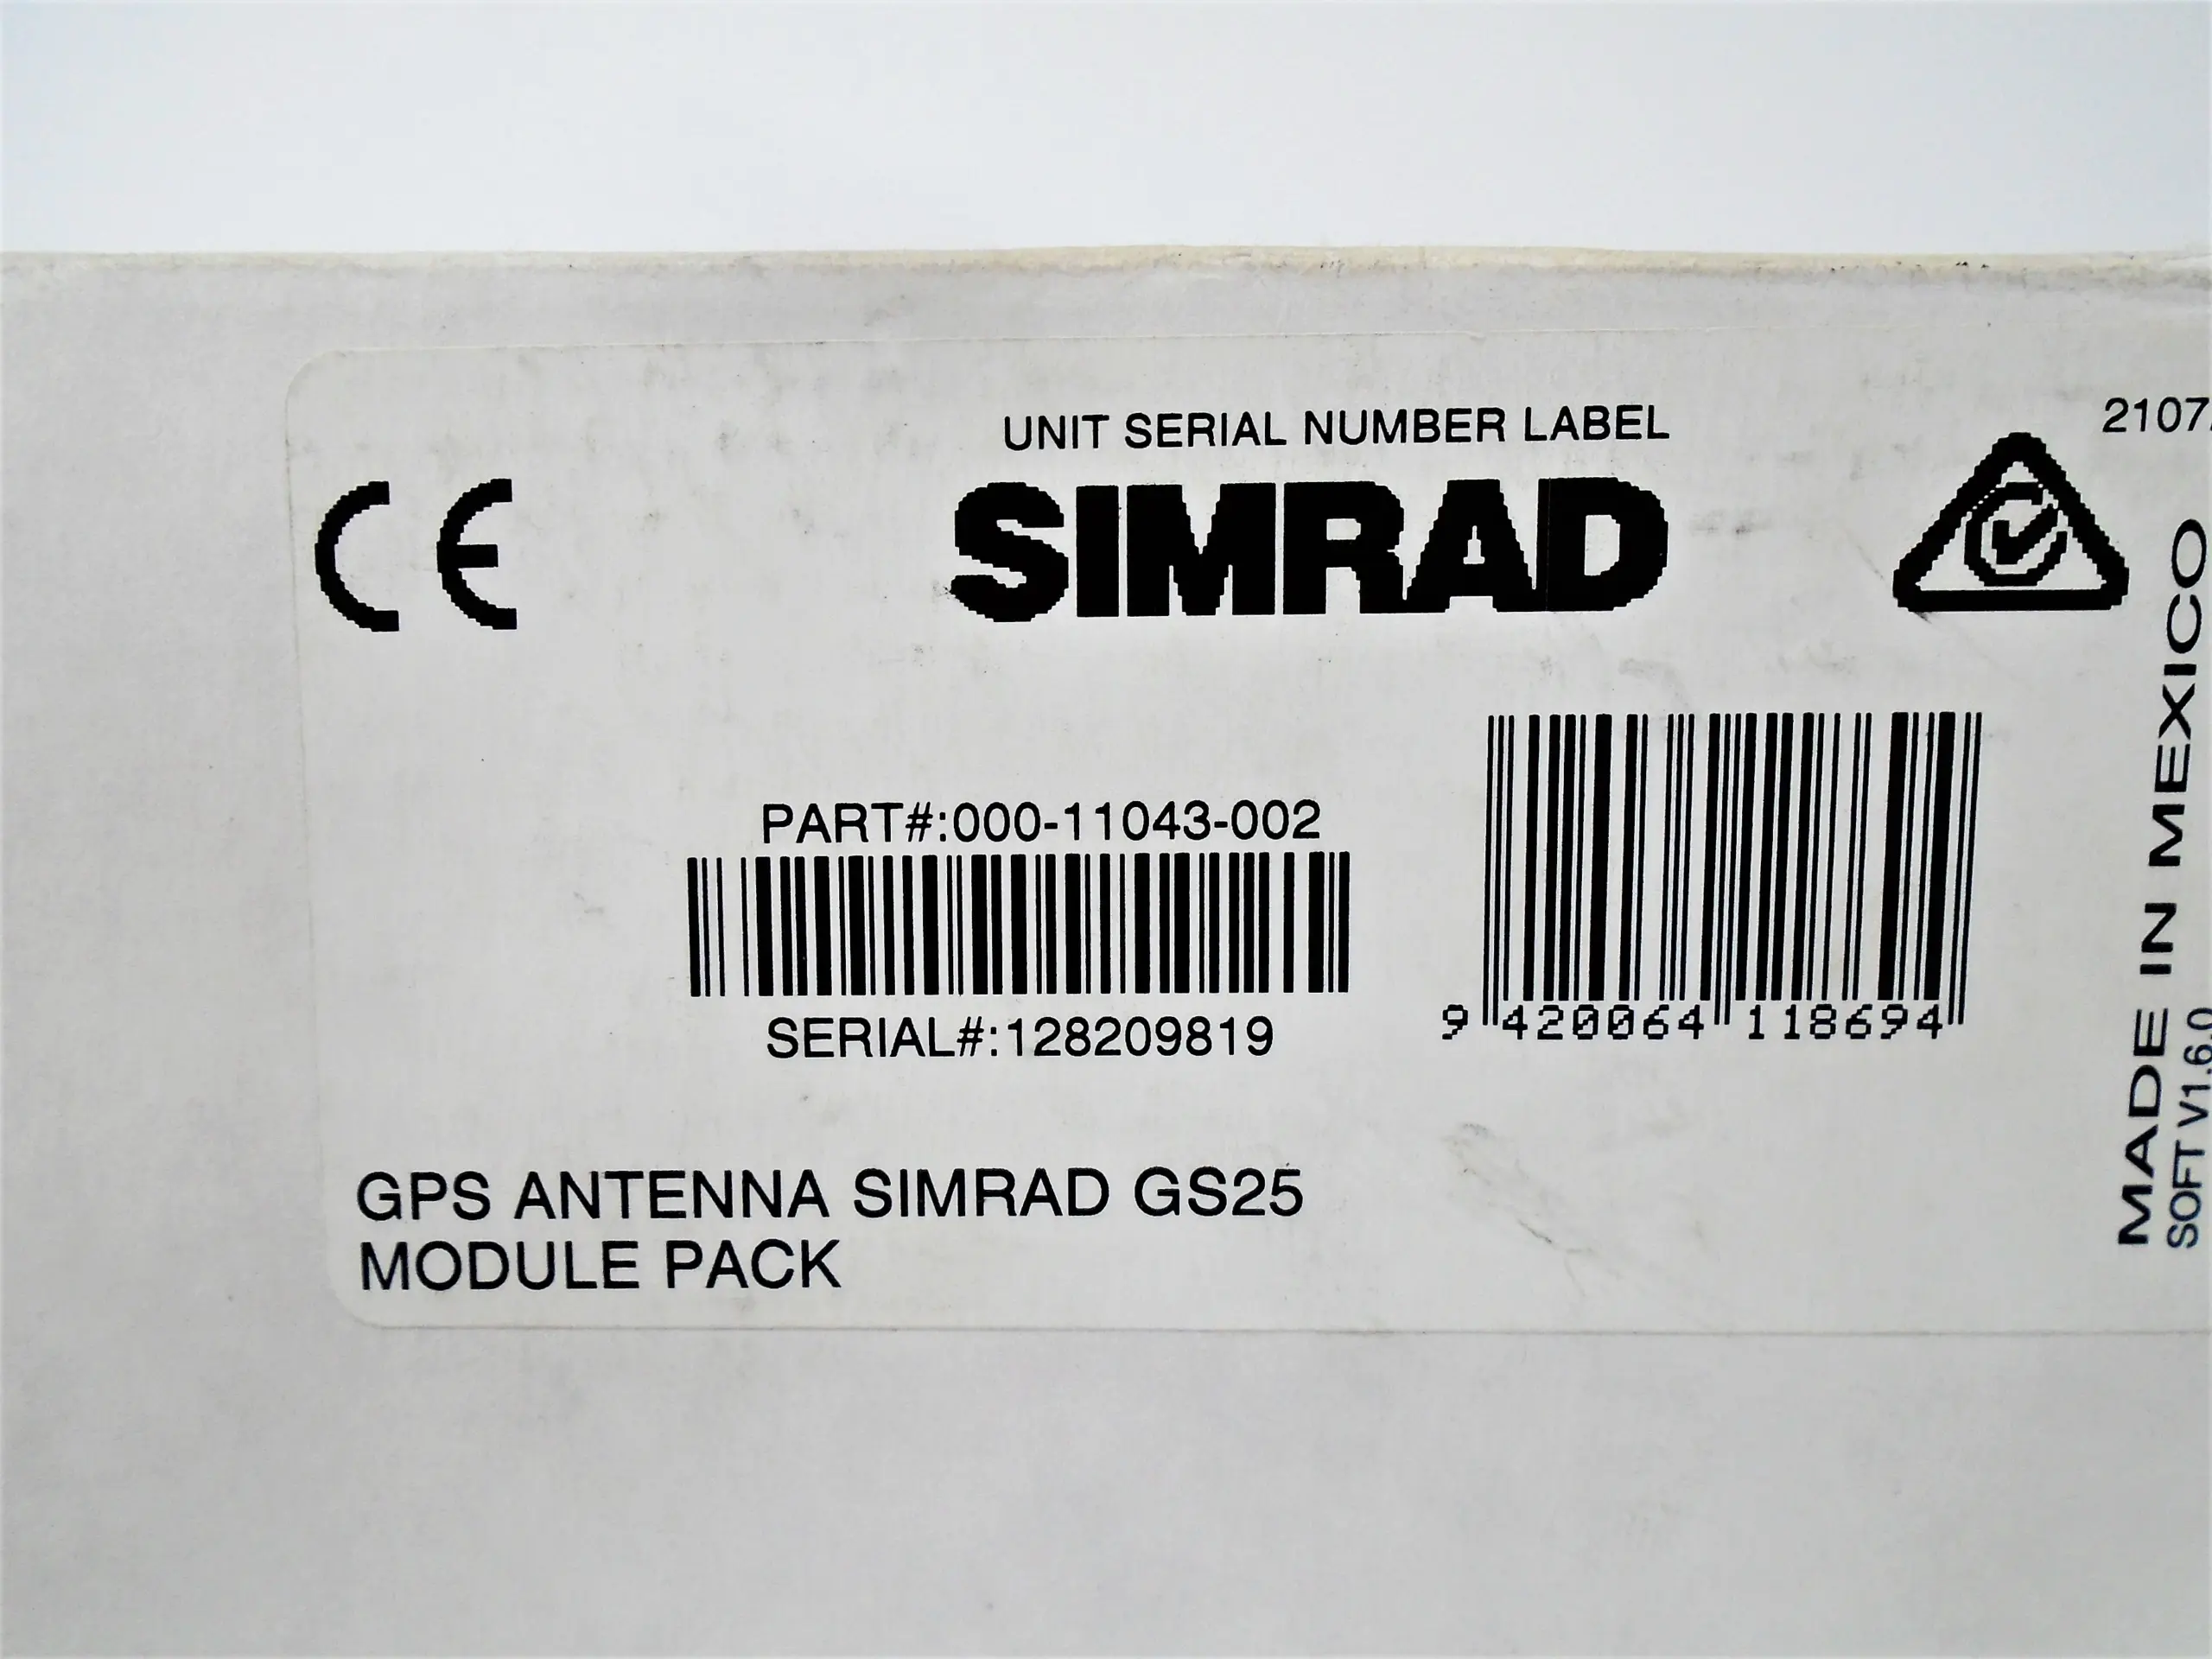 UNIT SERIAL NUMBER LABEL
2107
CE
SIMRAD
PART#:000-11043-002
SERIAL#:128209819
9 420064 118694
GPS ANTENNA SIMRAD GS25
MODULE PACK
MADE IN MEXICO
SOFT V1.6.0